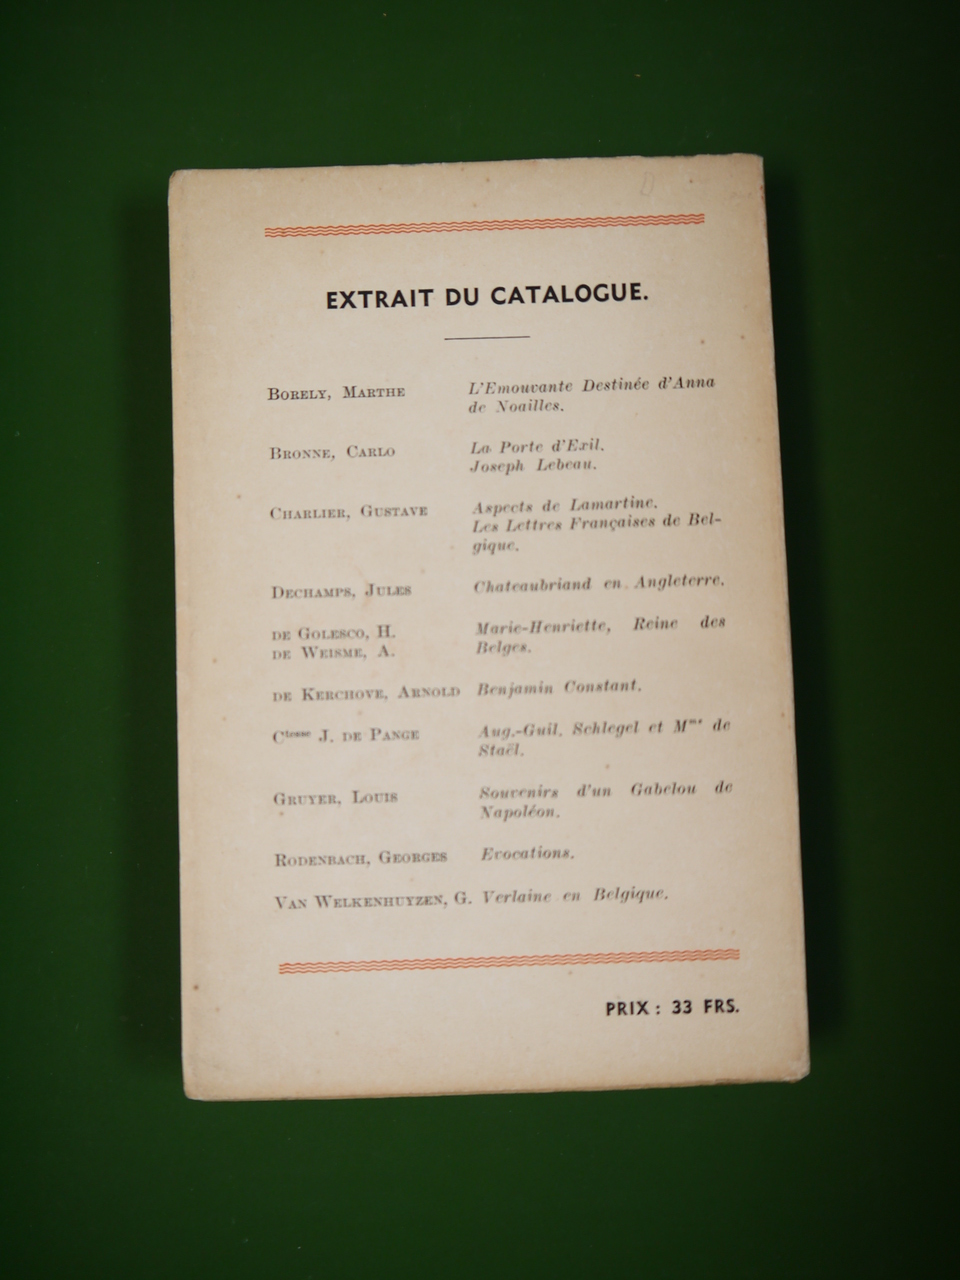 EXTRAIT DU CATALOGUE.
BORELY, MARTHE L'Emouvante Destinée d'Anna
de Noailles.
BRONNE, CARLO La Porte d'Exil.
Joseph Lebeau.
CHARLIER, GUSTAVE Aspects de Lamartine.
Les Lettres Françaises de Bel-
gique.
DECHAMPS, JULES Chateaubriand en Angleterre.
DE GOLESCO, H. Marie-Henriette, Reine des
DE WEISME, A. Belges.
DE KERCHOVE, ARNOLD Benjamin Constant.
Ctesse J. DE PANGE Aug.-Guil. Schlegel et Mme de
Staël.
GRUYER, LOUIS Souvenirs d'un Gabelou de
Napoléon.
RODENBACH, GEORGES Evocations.
VAN WELKENHUYZEN, G. Verlaine en Belgique.
PRIX : 33 FRS.